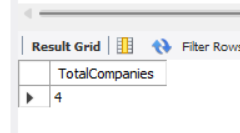 Result Grid Filter Rows
TotalCompanies
4